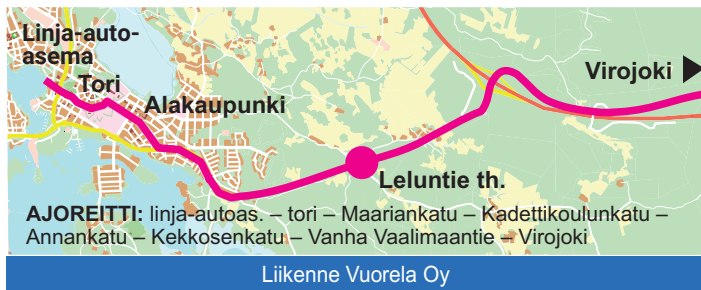 Linja-auto-
asema
Tori
Alakaupunki
Virojoki
Leluntie th.
AJOREITTI: linja-autoas. – tori – Maariankatu – Kadettikoulunkatu –
Annankatu – Kekkosenkatu – Vanha Vaalimaantie – Virojoki
Liikenne Vuorela Oy